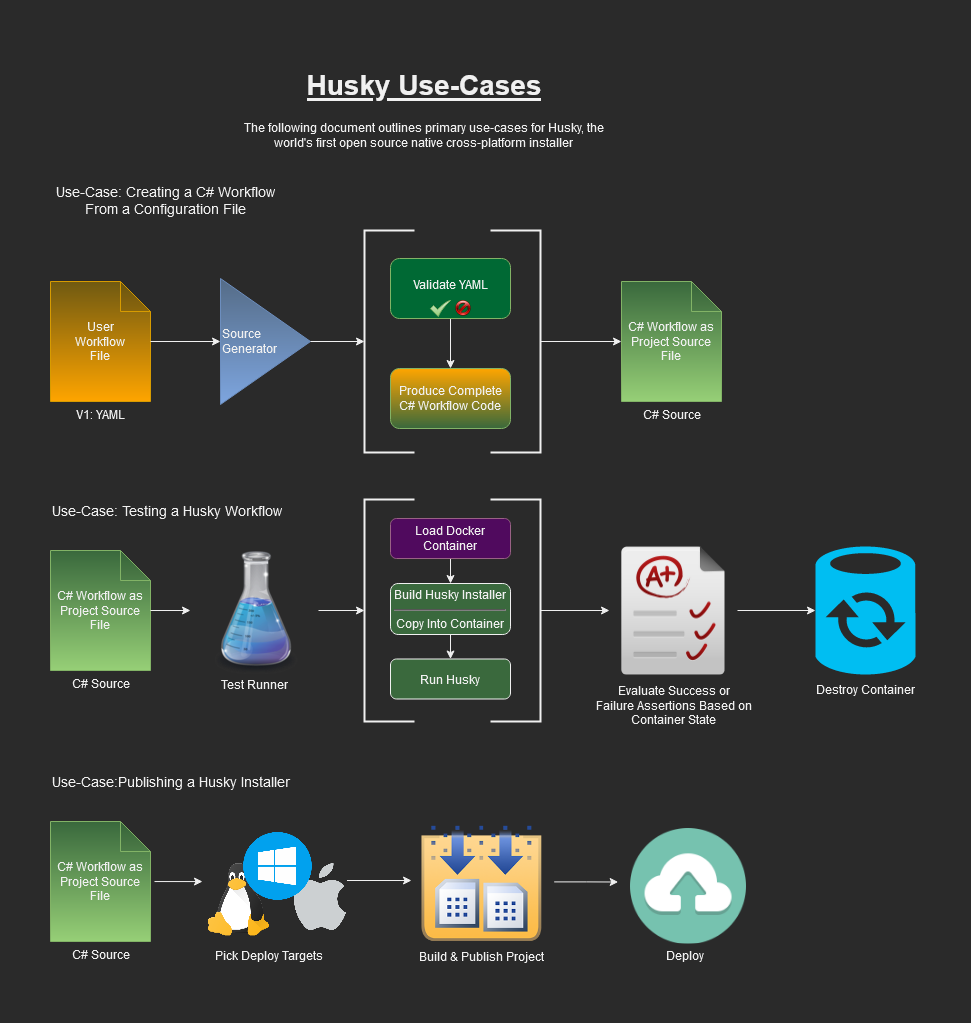 Husky Use-Cases
The following document outlines primary use-cases for Husky, the
world's first open source native cross-platform installer
Use-Case: Creating a C# Workflow
From a Configuration File
User
Workflow
File
V1: YAML
Source
Generator
Validate YAML
Produce Complete
C# Workflow Code
C# Workflow as
Project Source
File
C# Source
Use-Case: Testing a Husky Workflow
C# Workflow as
Project Source
File
C# Source
Test Runner
Load Docker
Container
Build Husky Installer
Copy Into Container
Run Husky
A+
Evaluate Success or
Failure Assertions Based on
Container State
Destroy Container
Use-Case:Publishing a Husky Installer
C# Workflow as
Project Source
File
C# Source
Pick Deploy Targets
Build & Publish Project
Deploy